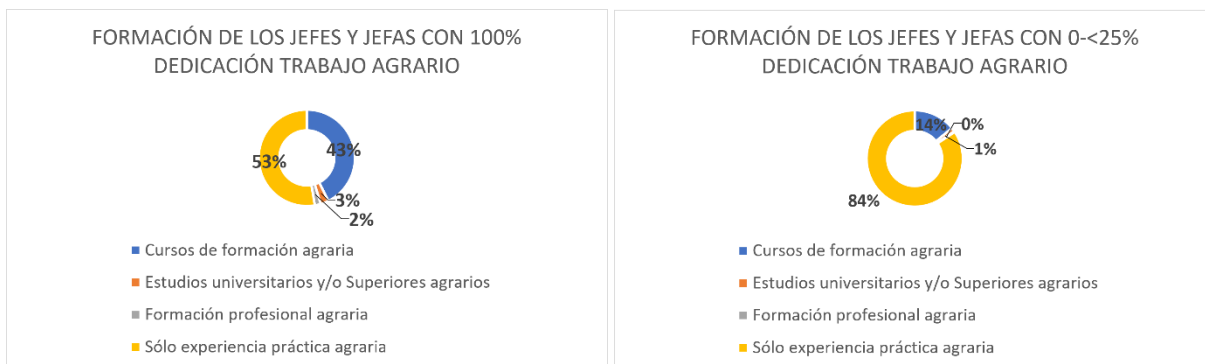 FORMACIÓN DE LOS JEFES Y JEFAS CON 100%
DEDICACIÓN TRABAJO AGRARIO
43%
53%
3%
2%
Cursos de formación agraria
Estudios universitarios y/o Superiores agrarios
Formación profesional agraria
Sólo experiencia práctica agraria
FORMACIÓN DE LOS JEFES Y JEFAS CON 0-<25%
DEDICACIÓN TRABAJO AGRARIO
14%
0%
1%
84%
Cursos de formación agraria
Estudios universitarios y/o Superiores agrarios
Formación profesional agraria
Sólo experiencia práctica agraria